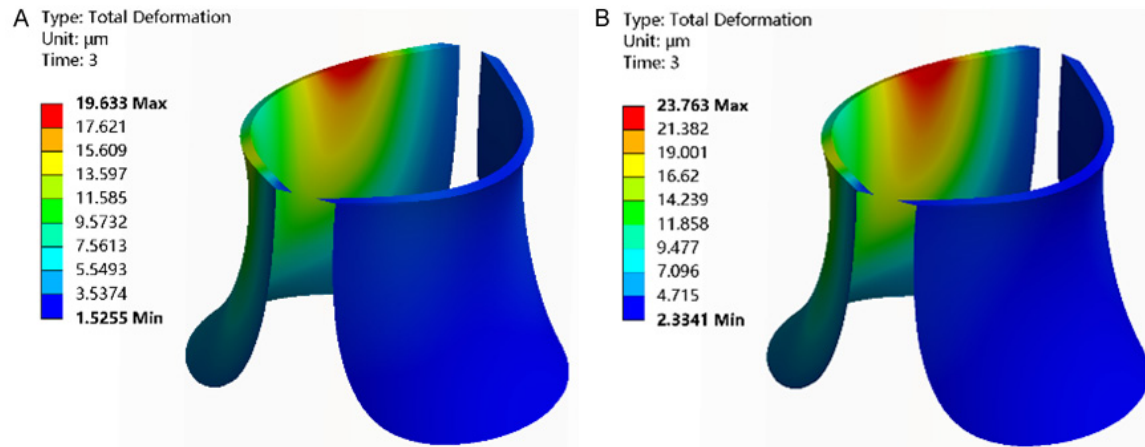 A Type: Total Deformation
Unit: µm
Time: 3
19.633 Max
17.621
15.609
13.597
11.585
9.5732
7.5613
5.5493
3.5374
1.5255 Min
B Type: Total Deformation
Unit: µm
Time: 3
23.763 Max
21.382
19.001
16.62
14.239
11.858
9.477
7.096
4.715
2.3341 Min